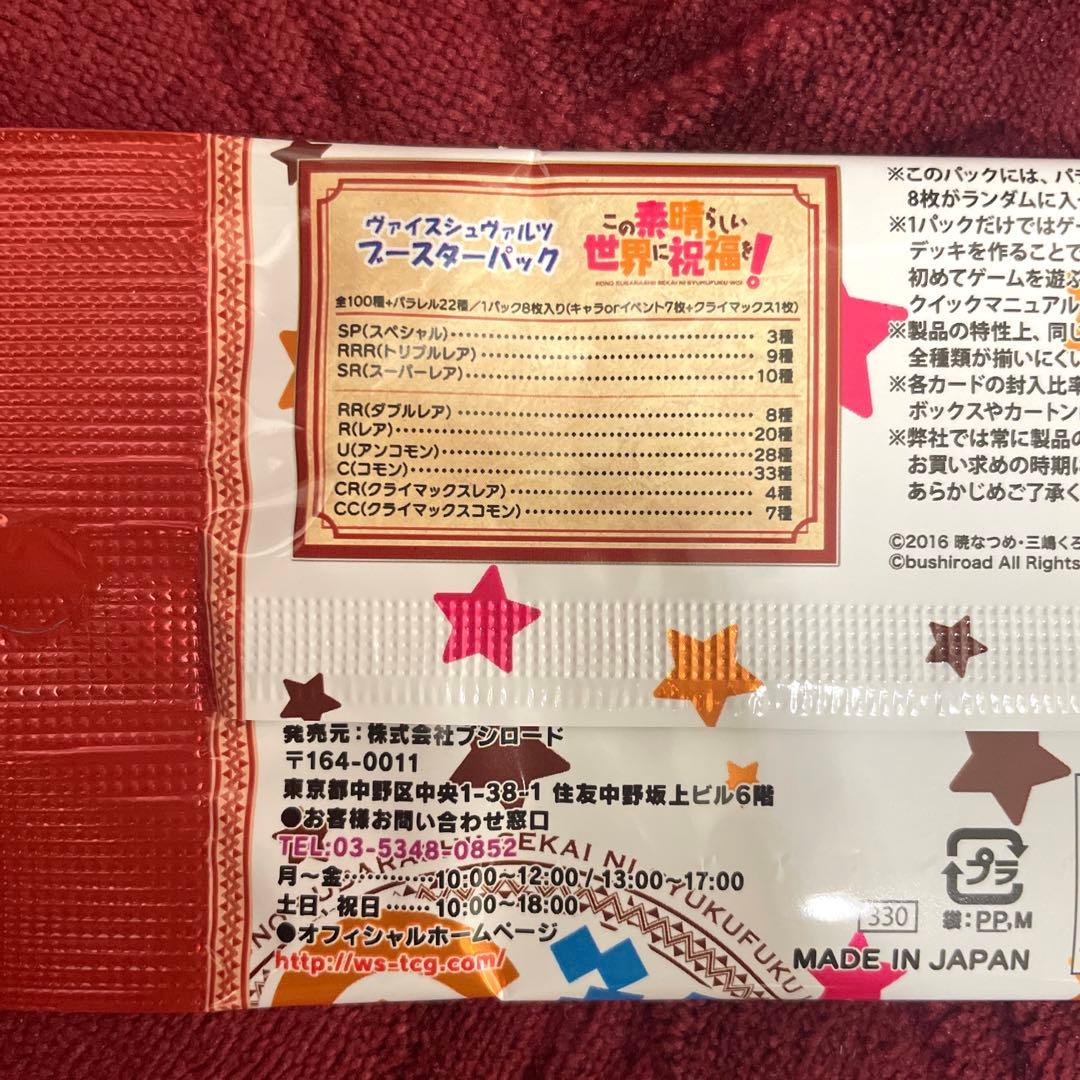 ヴァイスシュヴァルツ
ブースターパック
この素晴らしい
世界に祝福を!
KONO SUBARASHII SEKAI NI SYUKUFUKU WO!
全100種+パラレル22種/1パック8枚入り(キャラorイベント7枚+クライマックス1枚)
SP(スペシャル)・・・・・・・・・・3種
RRR(トリプルレア)・・・・・・・・・・9種
SR(スーパーレア)・・・・・・・・・・10種
RR(ダブルレア)・・・・・・・・・・8種
R(レア)・・・・・・・・・・20種
U(アンコモン)・・・・・・・・・・28種
C(コモン)・・・・・・・・・・33種
CR(クライマックスレア)・・・・・・・・・・4種
CC(クライマックスコモン)・・・・・・・・・・7種
※このパックには、パラ
8枚がランダムに入っ
※1パックだけではゲー
デッキを作ることで
初めてゲームを遊ぶ
クイックマニュアル
※製品の特性上、同じ
全種類が揃いにくい
※各カードの封入比率
ボックスやカートン
※弊社では常に製品の
お買い求めの時期に
あらかじめご了承く
©2016 暁なつめ・三嶋くろ
©bushiroad All Rights
発売元:株式会社ブシロード
〒164-0011
東京都中野区中央1-38-1 住友中野坂上ビル6階
●お客様お問い合わせ窓口
TEL:03-5348-0852
月~金・・・・・・・・・・10:00~12:00/13:00~17:00
土日、祝日・・・・・・10:00~18:00
●オフィシャルホームページ
http://ws-tcg.com/
SEKAI NI SYUKUFUKU
プラ
330
袋:PP,M
MADE IN JAPAN